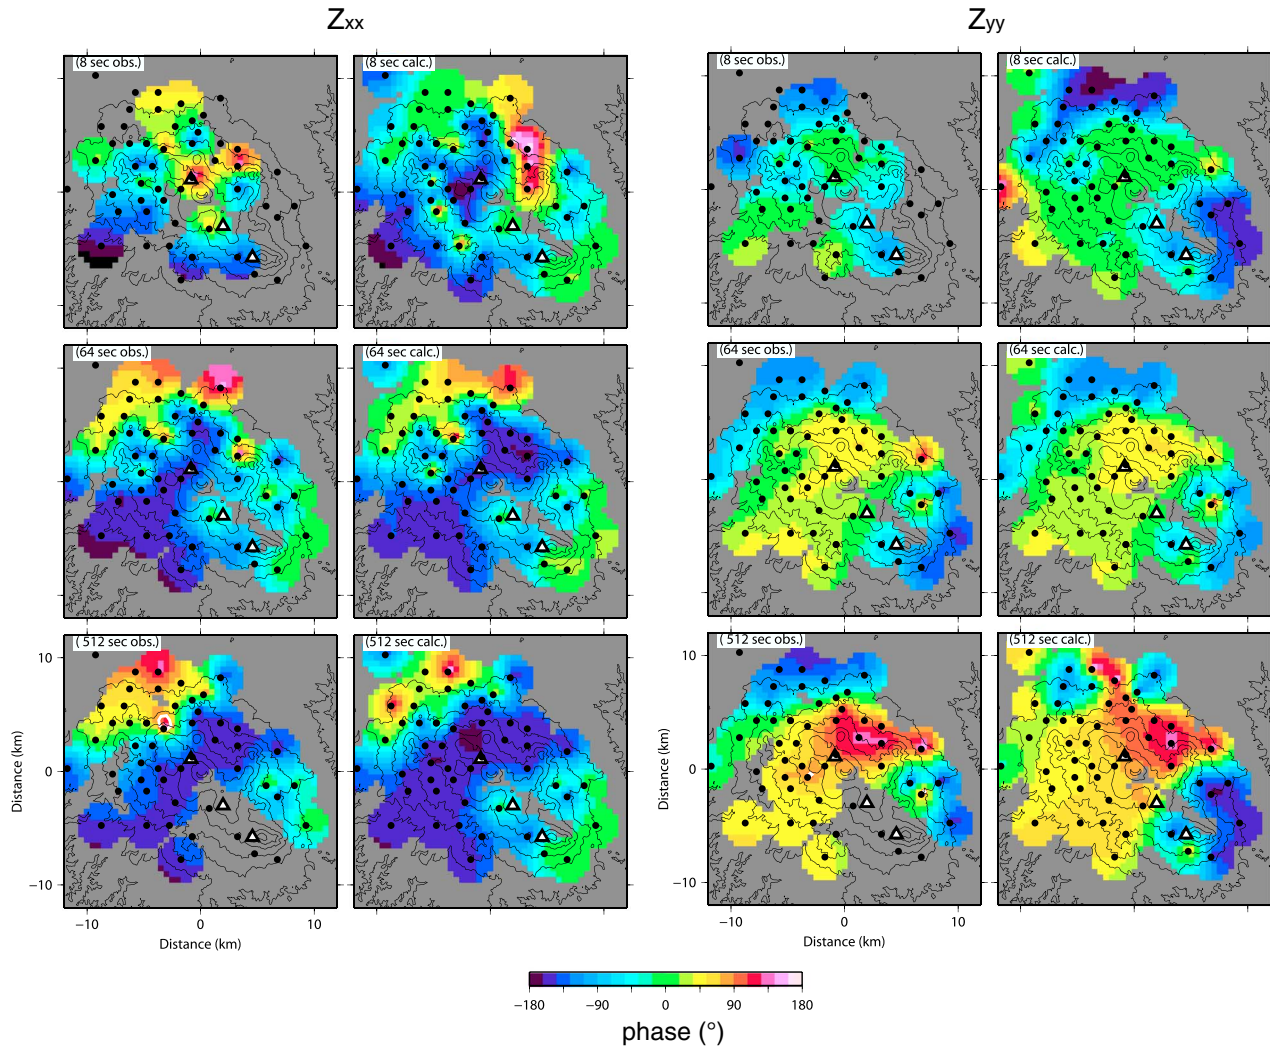 Zxx
Zyy
(8 sec obs.)
(8 sec calc.)
(8 sec obs.)
(8 sec calc.)
(64 sec obs.)
(64 sec calc.)
(64 sec obs.)
(64 sec calc.)
( 512 sec obs.)
(512 sec calc.)
(512 sec obs.)
(512 sec calc.)
10
0
−10
Distance (km)
10
0
−10
Distance (km)
−10 0 10
Distance (km)
−10 0 10
Distance (km)
−180 −90 0 90 180
phase (°)